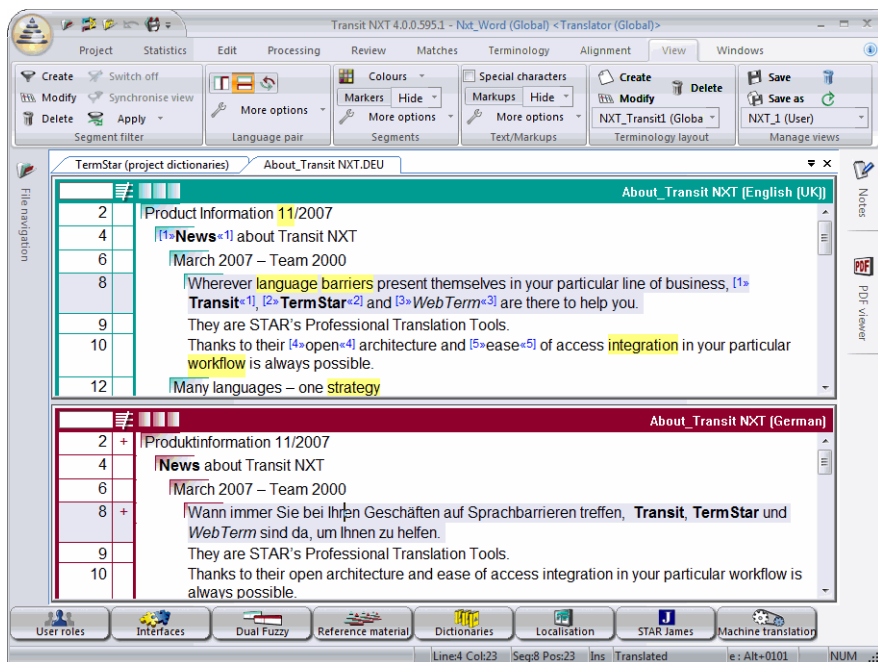 Transit NXT 4.0.0.595.1 - Nxt_Word (Global) <Translator (Global)>
Project Statistics Edit Processing Review Matches Terminology Alignment View Windows
Create Switch off Colours Special characters Create Delete Save
Modify Synchronise view Markers Hide Markups Hide Modify Save as
Delete Apply More options More options More options NXT_Transit1 (Globa NXT_1 (User)
Segment filter Language pair Segments Text/Markups Terminology layout Manage views
TermStar (project dictionaries) About_Transit NXT.DEU
File navigation
Notes
PDF
PDF viewer
About_Transit NXT (English (UK))
2 Product Information 11/2007
4 [1»News«1] about Transit NXT
6 March 2007 – Team 2000
8 Wherever language barriers present themselves in your particular line of business, [1»
Transit«1], [2»TermStar«2] and [3»WebTerm«3] are there to help you.
9 They are STAR's Professional Translation Tools.
10 Thanks to their [4»open«4] architecture and [5»ease«5] of access integration in your particular
workflow is always possible.
12 Many languages – one strategy
About_Transit NXT (German)
2 + Produktinformation 11/2007
4 News about Transit NXT
6 March 2007 – Team 2000
8 + Wann immer Sie bei Ihren Geschäften auf Sprachbarrieren treffen, Transit, TermStar und
WebTerm sind da, um Ihnen zu helfen.
9 They are STAR's Professional Translation Tools.
10 Thanks to their open architecture and ease of access integration in your particular workflow is
always possible.
User roles Interfaces Dual Fuzzy Reference material Dictionaries Localisation STAR James Machine translation
Line:4 Col:23 Seg:8 Pos:23 Ins Translated e : Alt+0101 NUM